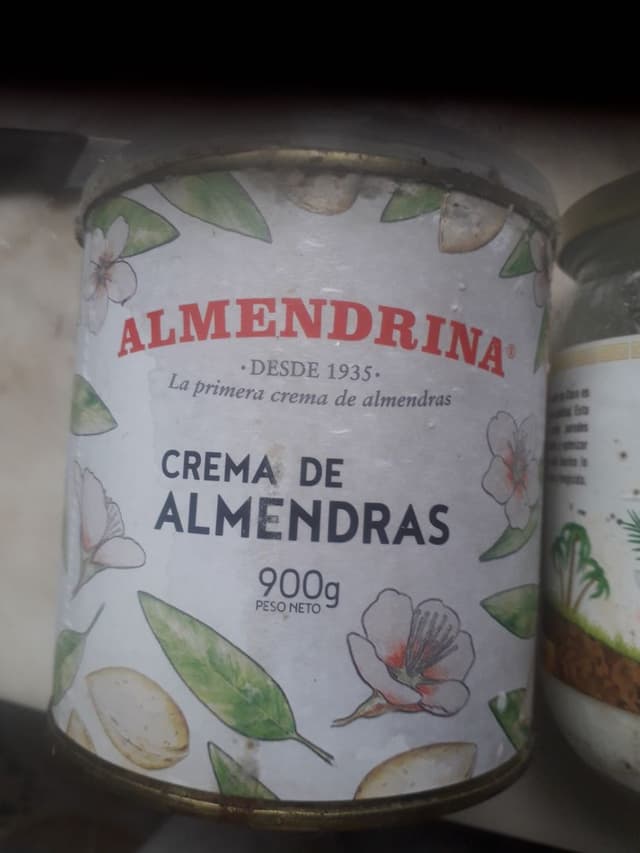 ALMENDRINA®
·DESDE 1935·
La primera crema de almendras
CREMA DE
ALMENDRAS
900g
PESO NETO